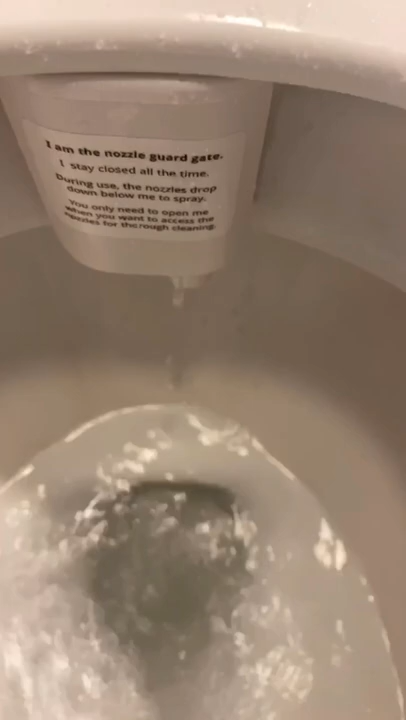 I am the nozzle guard gate.
I stay closed all the time.
During use, the nozzles drop
down below me to spray.
You only need to open me
when you want to access the
nozzles for thorough cleaning.